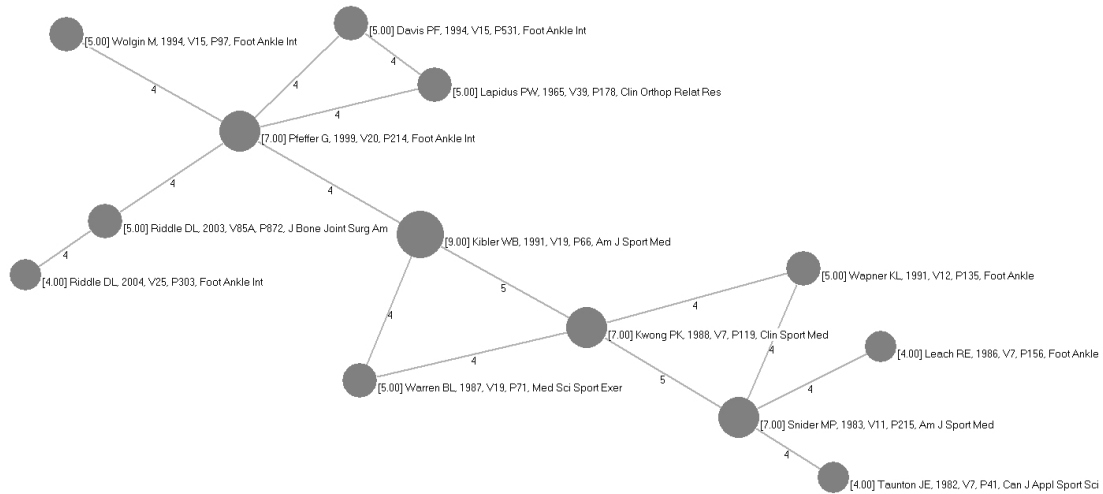 [5.00] Davis PF, 1994, V15, P531, Foot Ankle Int
[5.00] Wolgin M, 1994, V15, P97, Foot Ankle Int
4
4
4
[5.00] Lapidus PW, 1965, V39, P178, Clin Orthop Relat Res
4
[7.00] Pfeffer G, 1999, V20, P214, Foot Ankle Int
4
4
[5.00] Riddle DL, 2003, V85A, P872, J Bone Joint Surg Am
[9.00] Kibler WB, 1991, V19, P66, Am J Sport Med
4
[4.00] Riddle DL, 2004, V25, P303, Foot Ankle Int
[5.00] Wapner KL, 1991, V12, P135, Foot Ankle
5
4
4
[7.00] Kwong PK, 1988, V7, P119, Clin Sport Med
4
[4.00] Leach RE, 1986, V7, P156, Foot Ankle
4
5
[5.00] Warren BL, 1987, V19, P71, Med Sci Sport Exer
4
[7.00] Snider MP, 1983, V11, P215, Am J Sport Med
4
[4.00] Taunton JE, 1982, V7, P41, Can J Appl Sport Sci